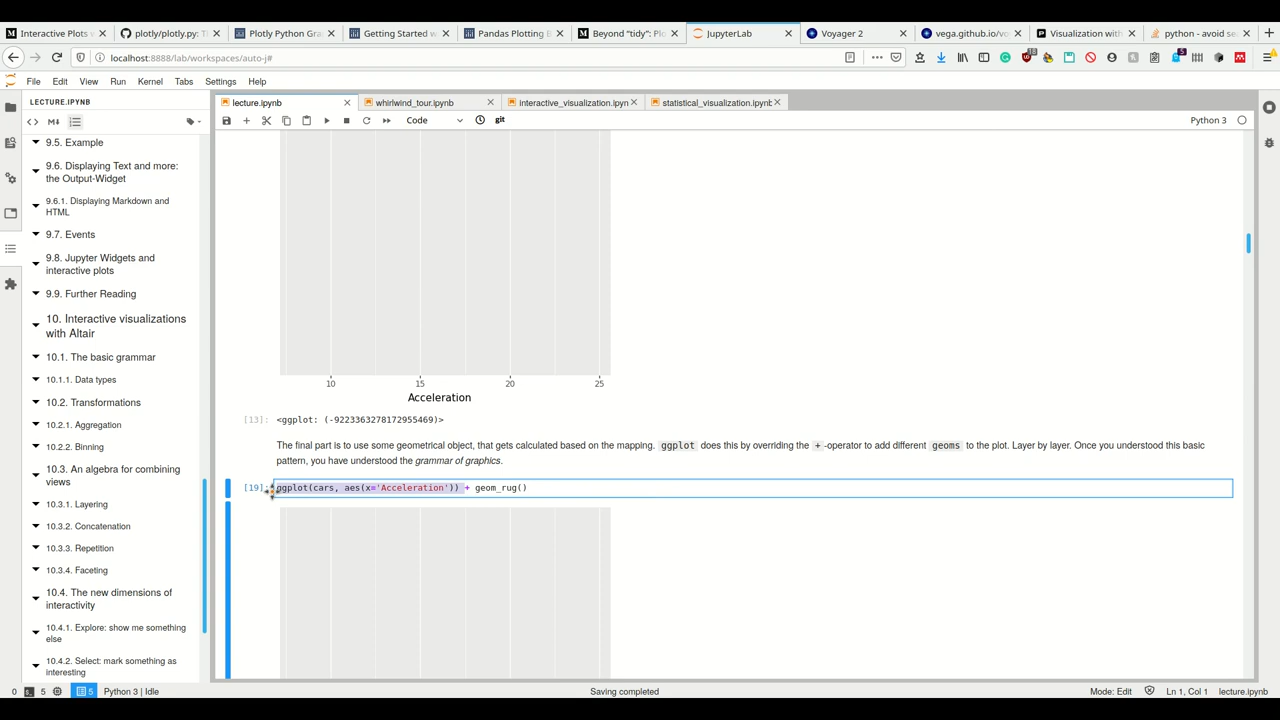 Interactive Plots v
plotly/plotly.py: T
Plotly Python Gra
Getting Started w
Pandas Plotting B
Beyond "tidy": Plo
JupyterLab
Voyager 2
vega.github.io/vo
Visualization with
python - avoid se
localhost:8888/lab/workspaces/auto-j#
File Edit View Run Kernel Tabs Settings Help
LECTURE.IPYNB
lecture.ipynb
whirlwind_tour.ipynb
interactive_visualization.ipyn
statistical_visualization.ipynb
Code
git
Python 3
9.5. Example
9.6. Displaying Text and more:
the Output-Widget
9.6.1. Displaying Markdown and
HTML
9.7. Events
9.8. Jupyter Widgets and
interactive plots
9.9. Further Reading
10. Interactive visualizations
with Altair
10.1. The basic grammar
10.1.1. Data types
10.2. Transformations
10.2.1. Aggregation
10.2.2. Binning
10.3. An algebra for combining
views
10.3.1. Layering
10.3.2. Concatenation
10.3.3. Repetition
10.3.4. Faceting
10.4. The new dimensions of
interactivity
10.4.1. Explore: show me something
else
10.4.2. Select: mark something as
interesting
10 15 20 25
Acceleration
[13]: <ggplot: (-9223363278172955469)>
The final part is to use some geometrical object, that gets calculated based on the mapping. ggplot does this by overriding the + -operator to add different geoms to the plot. Layer by layer. Once you understood this basic
pattern, you have understood the grammar of graphics.
[19]: ggplot(cars, aes(x='Acceleration')) + geom_rug()
0 5 5 Python 3 | Idle
Saving completed
Mode: Edit Ln 1, Col 1 lecture.ipynb